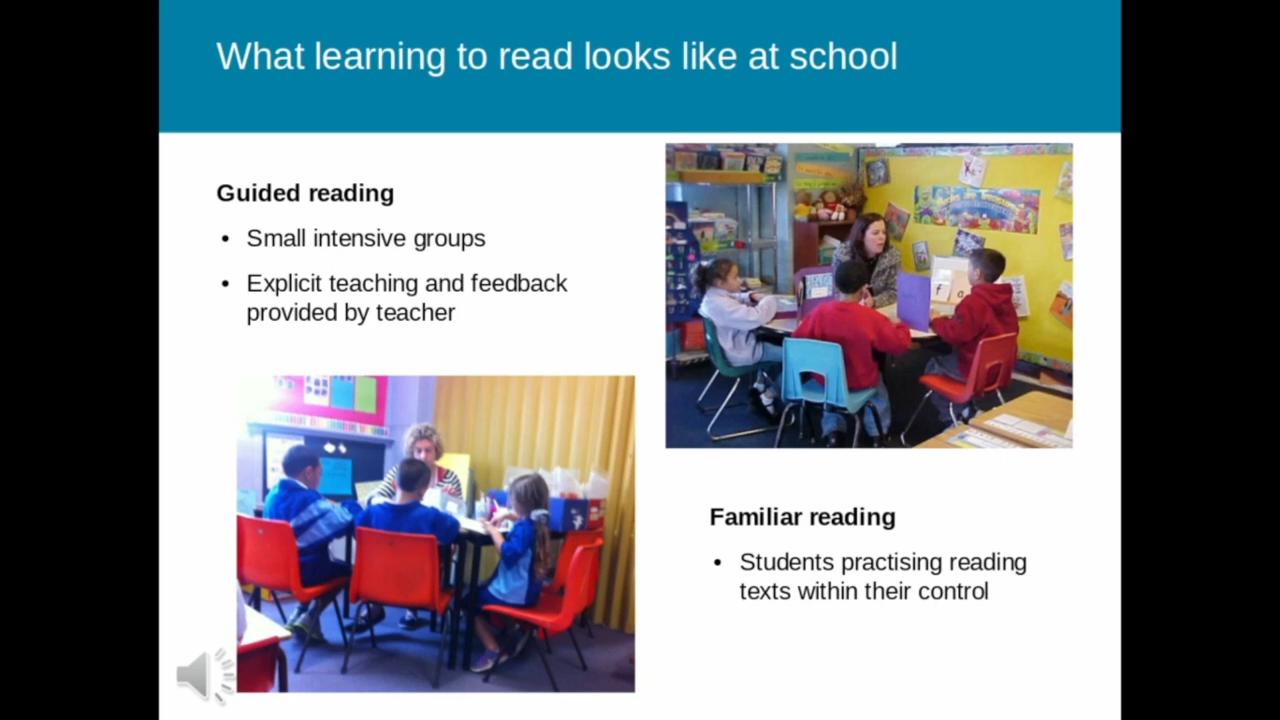 What learning to read looks like at school
Guided reading
• Small intensive groups
• Explicit teaching and feedback
provided by teacher
f a
Familiar reading
• Students practising reading
texts within their control